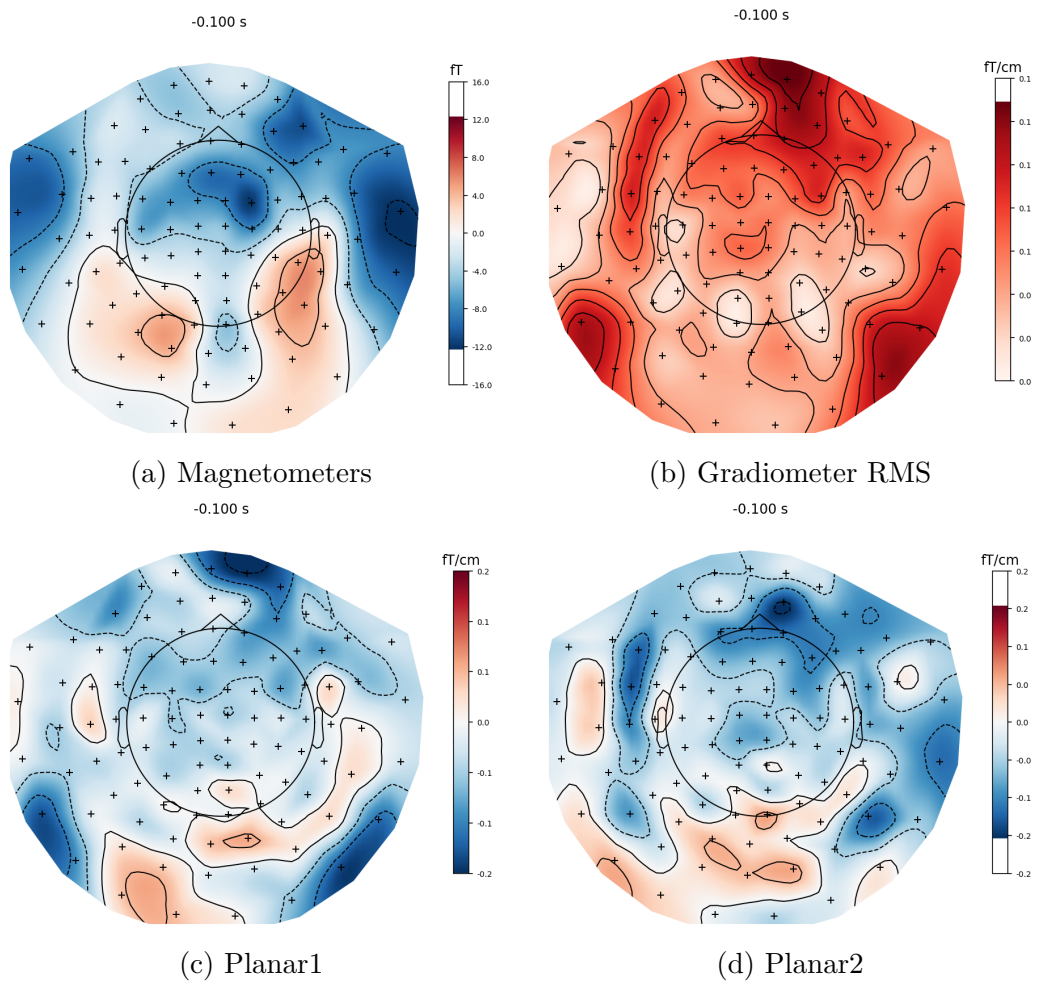 -0.100 s
-0.100 s
fT
16.0
12.0
8.0
4.0
0.0
-4.0
-8.0
-12.0
-16.0
fT/cm
0.1
0.1
0.1
0.1
0.1
0.0
0.0
0.0
(a) Magnetometers
(b) Gradiometer RMS
-0.100 s
-0.100 s
fT/cm
0.2
0.1
0.1
0.0
-0.1
-0.1
-0.2
fT/cm
0.2
0.2
0.1
0.0
0.0
-0.0
-0.1
-0.2
-0.2
(c) Planar1
(d) Planar2